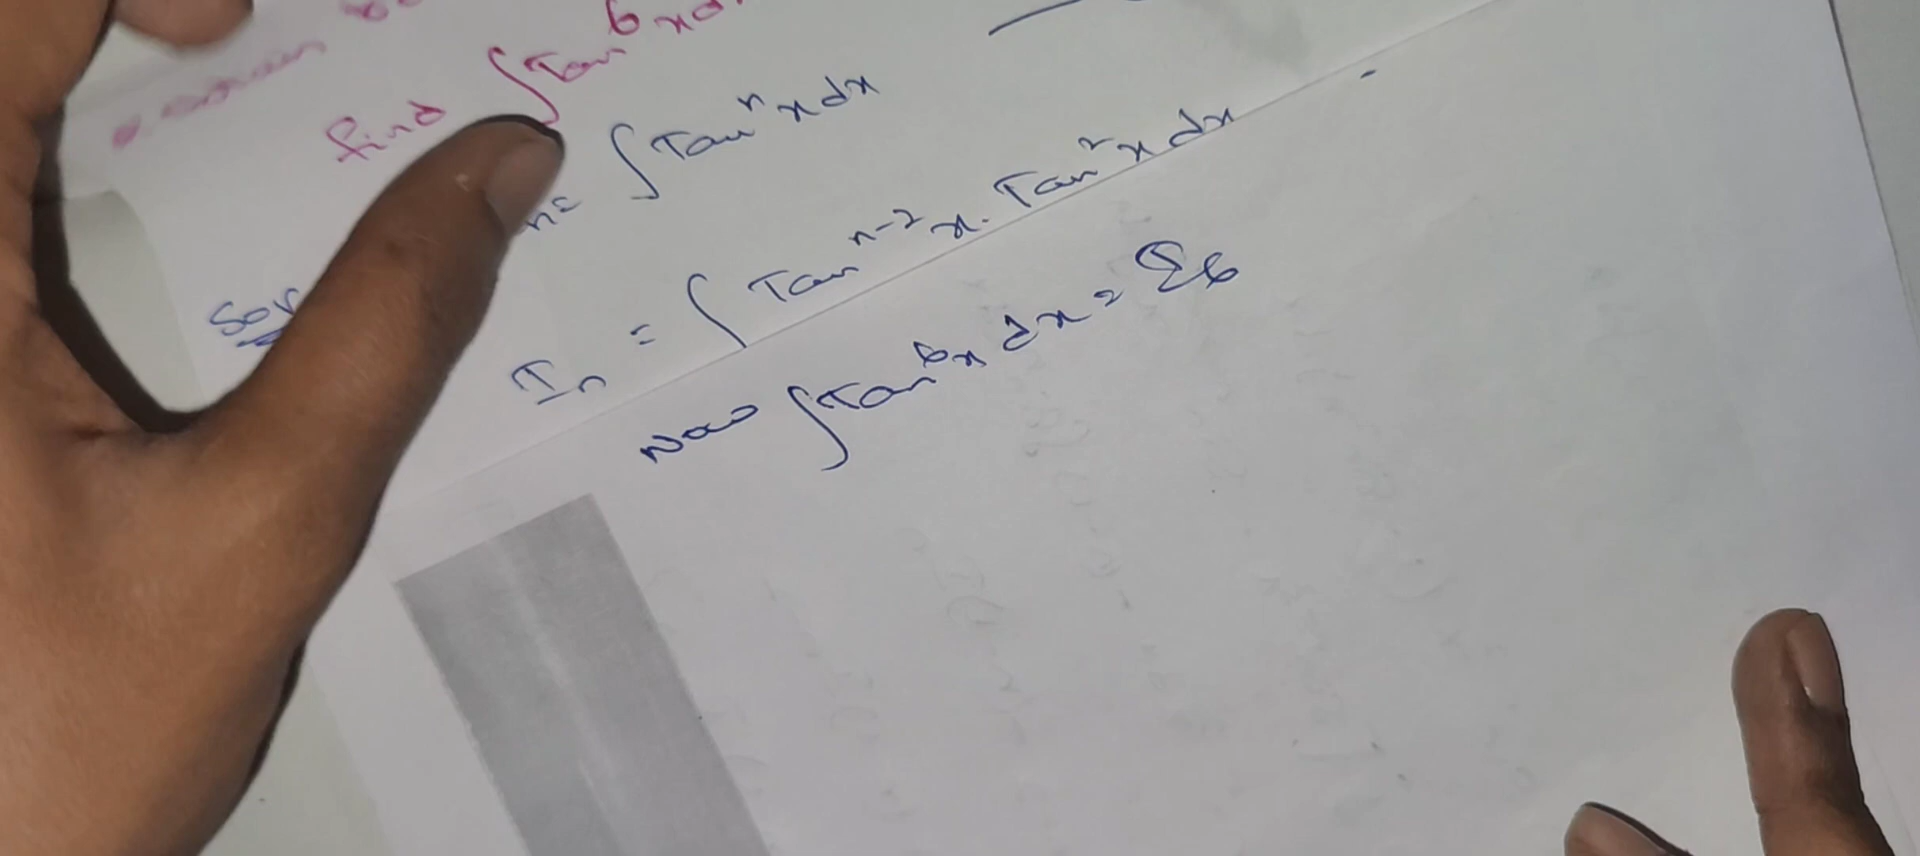 find ∫Tan⁶x d
n = ∫Tanⁿx dx
Sol
Iₙ = ∫Tanⁿ⁻²x . Tan²x dx
Now ∫Tan⁶x dx = I₆